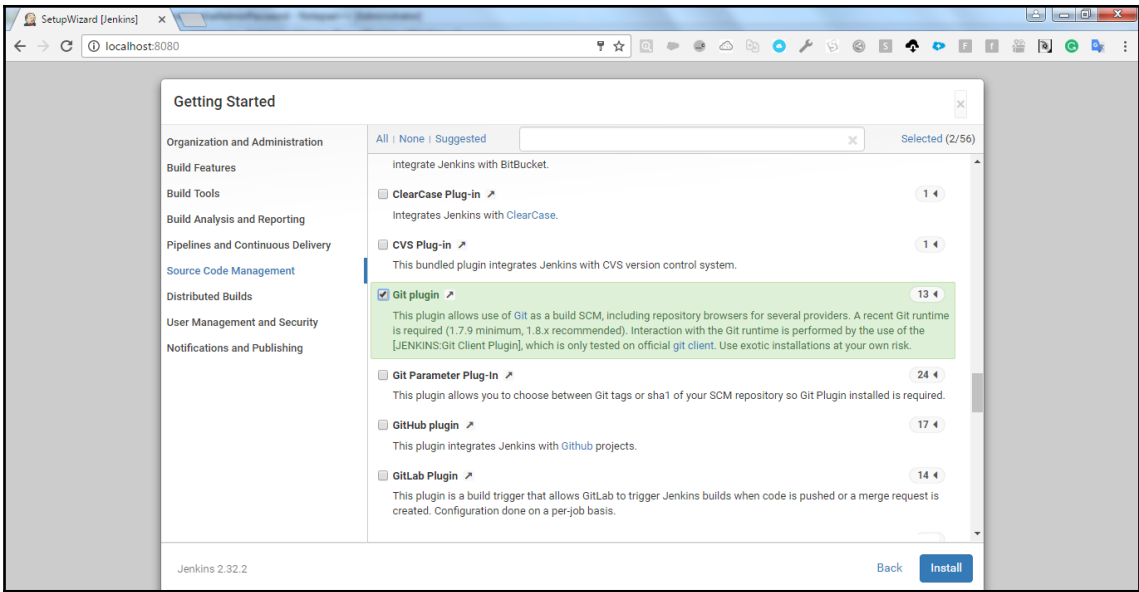 SetupWizard [Jenkins]
localhost:8080
Getting Started
Organization and Administration
Build Features
Build Tools
Build Analysis and Reporting
Pipelines and Continuous Delivery
Source Code Management
Distributed Builds
User Management and Security
Notifications and Publishing
All | None | Suggested
Selected (2/56)
integrate Jenkins with BitBucket.
ClearCase Plug-in 1
Integrates Jenkins with ClearCase.
CVS Plug-in 1
This bundled plugin integrates Jenkins with CVS version control system.
Git plugin 13
This plugin allows use of Git as a build SCM, including repository browsers for several providers. A recent Git runtime
is required (1.7.9 minimum, 1.8.x recommended). Interaction with the Git runtime is performed by the use of the
[JENKINS:Git Client Plugin], which is only tested on official git client. Use exotic installations at your own risk.
Git Parameter Plug-In 24
This plugin allows you to choose between Git tags or sha1 of your SCM repository so Git Plugin installed is required.
GitHub plugin 17
This plugin integrates Jenkins with Github projects.
GitLab Plugin 14
This plugin is a build trigger that allows GitLab to trigger Jenkins builds when code is pushed or a merge request is
created. Configuration done on a per-job basis.
Jenkins 2.32.2
Back
Install